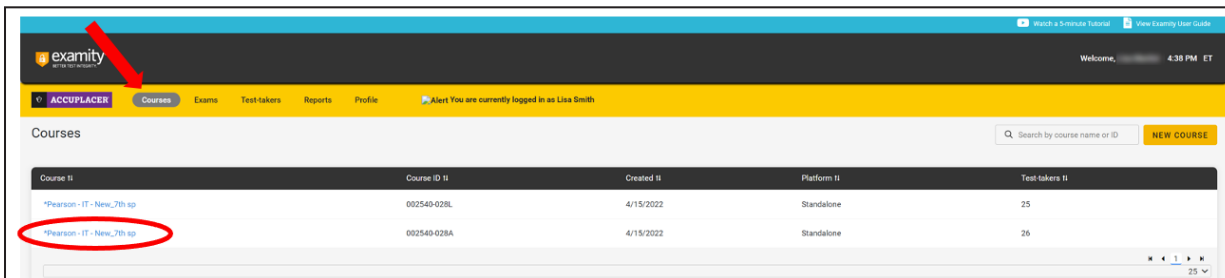 Watch a 5-minute Tutorial View Examity User Guide
examity
BETTER TEST INTEGRITY
Welcome, 4:38 PM ET
ACCUPLACER Courses Exams Test-takers Reports Profile Alert You are currently logged in as Lisa Smith
Courses Search by course name or ID NEW COURSE
Course Course ID Created Platform Test-takers
*Pearson - IT - New_7th sp 002540-028L 4/15/2022 Standalone 25
*Pearson - IT - New_7th sp 002540-028A 4/15/2022 Standalone 26
1
25